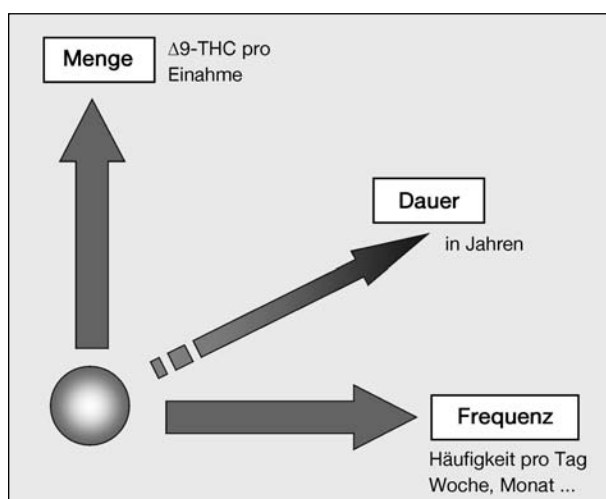 Menge
Δ9-THC pro
Einahme
Dauer
in Jahren
Frequenz
Häufigkeit pro Tag
Woche, Monat ...